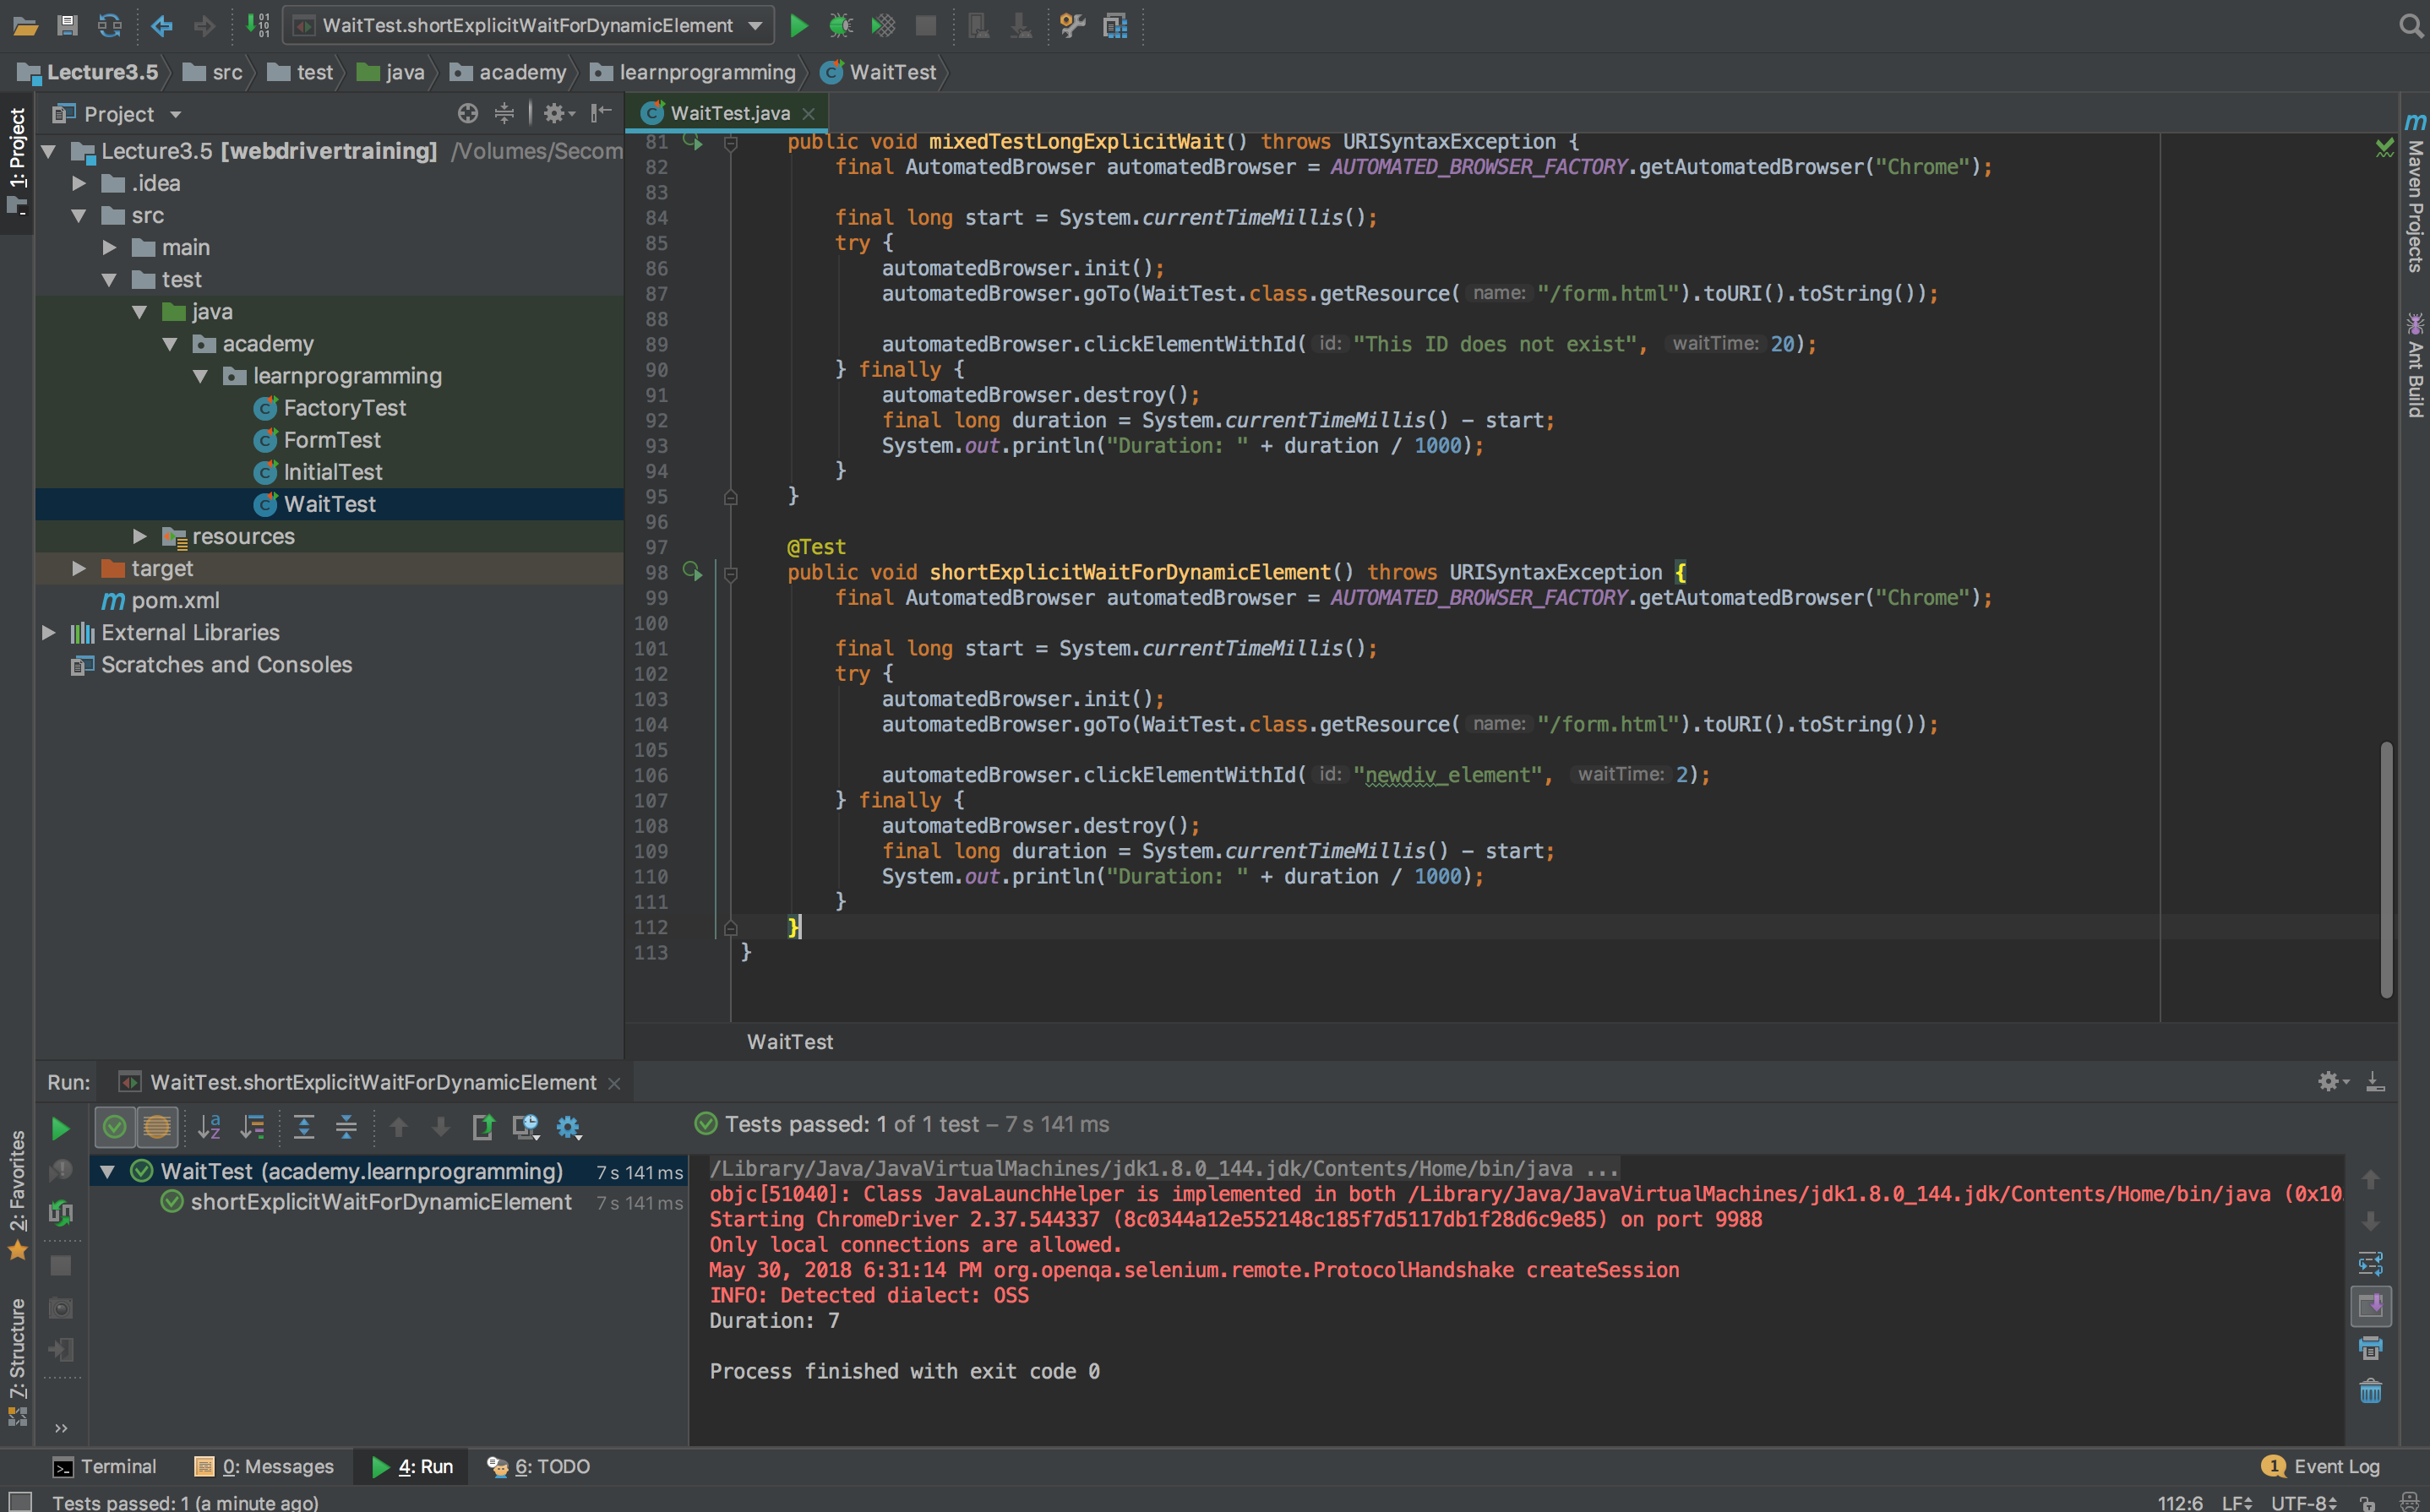 WaitTest.shortExplicitWaitForDynamicElement
Lecture3.5 src test java academy learnprogramming WaitTest
1: Project
Project
WaitTest.java
Lecture3.5 [webdrivertraining] /Volumes/Secom
.idea
src
main
test
java
academy
learnprogramming
FactoryTest
FormTest
InitialTest
WaitTest
resources
target
pom.xml
External Libraries
Scratches and Consoles
81 public void mixedTestLongExplicitWait() throws URISyntaxException {
82 final AutomatedBrowser automatedBrowser = AUTOMATED_BROWSER_FACTORY.getAutomatedBrowser("Chrome");
83
84 final long start = System.currentTimeMillis();
85 try {
86 automatedBrowser.init();
87 automatedBrowser.goTo(WaitTest.class.getResource( name: "/form.html").toURI().toString());
88
89 automatedBrowser.clickElementWithId( id: "This ID does not exist", waitTime: 20);
90 } finally {
91 automatedBrowser.destroy();
92 final long duration = System.currentTimeMillis() - start;
93 System.out.println("Duration: " + duration / 1000);
94 }
95 }
96
97 @Test
98 public void shortExplicitWaitForDynamicElement() throws URISyntaxException {
99 final AutomatedBrowser automatedBrowser = AUTOMATED_BROWSER_FACTORY.getAutomatedBrowser("Chrome");
100
101 final long start = System.currentTimeMillis();
102 try {
103 automatedBrowser.init();
104 automatedBrowser.goTo(WaitTest.class.getResource( name: "/form.html").toURI().toString());
105
106 automatedBrowser.clickElementWithId( id: "newdiv_element", waitTime: 2);
107 } finally {
108 automatedBrowser.destroy();
109 final long duration = System.currentTimeMillis() - start;
110 System.out.println("Duration: " + duration / 1000);
111 }
112 }
113 }
WaitTest
Maven Projects
Ant Build
Run: WaitTest.shortExplicitWaitForDynamicElement
Tests passed: 1 of 1 test – 7 s 141 ms
WaitTest (academy.learnprogramming) 7 s 141 ms
shortExplicitWaitForDynamicElement 7 s 141 ms
/Library/Java/JavaVirtualMachines/jdk1.8.0_144.jdk/Contents/Home/bin/java ...
objc[51040]: Class JavaLaunchHelper is implemented in both /Library/Java/JavaVirtualMachines/jdk1.8.0_144.jdk/Contents/Home/bin/java (0x10
Starting ChromeDriver 2.37.544337 (8c0344a12e552148c185f7d5117db1f28d6c9e85) on port 9988
Only local connections are allowed.
May 30, 2018 6:31:14 PM org.openqa.selenium.remote.ProtocolHandshake createSession
INFO: Detected dialect: OSS
Duration: 7
Process finished with exit code 0
2: Favorites
7: Structure
Terminal 0: Messages 4: Run 6: TODO 1 Event Log
Tests passed: 1 (a minute ago) 112:6 LF UTF-8